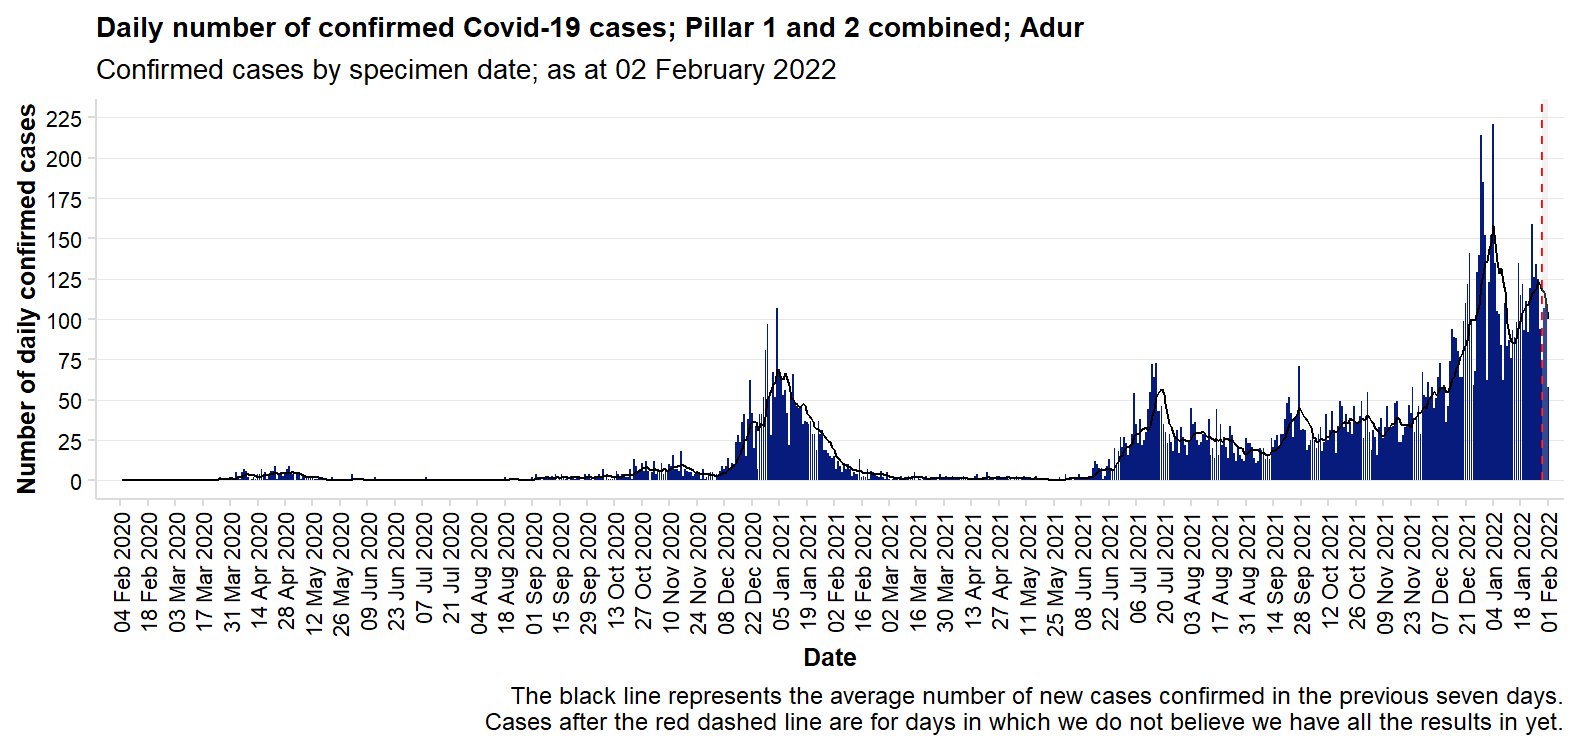 Daily number of confirmed Covid-19 cases; Pillar 1 and 2 combined; Adur
Confirmed cases by specimen date; as at 02 February 2022
Number of daily confirmed cases
225
200
175
150
125
100
75
50
25
0
04 Feb 2020
18 Feb 2020
03 Mar 2020
17 Mar 2020
31 Mar 2020
14 Apr 2020
28 Apr 2020
12 May 2020
26 May 2020
09 Jun 2020
23 Jun 2020
07 Jul 2020
21 Jul 2020
04 Aug 2020
18 Aug 2020
01 Sep 2020
15 Sep 2020
29 Sep 2020
13 Oct 2020
27 Oct 2020
10 Nov 2020
24 Nov 2020
08 Dec 2020
22 Dec 2020
05 Jan 2021
19 Jan 2021
02 Feb 2021
16 Feb 2021
02 Mar 2021
16 Mar 2021
30 Mar 2021
13 Apr 2021
27 Apr 2021
11 May 2021
25 May 2021
08 Jun 2021
22 Jun 2021
06 Jul 2021
20 Jul 2021
03 Aug 2021
17 Aug 2021
31 Aug 2021
14 Sep 2021
28 Sep 2021
12 Oct 2021
26 Oct 2021
09 Nov 2021
23 Nov 2021
07 Dec 2021
21 Dec 2021
04 Jan 2022
18 Jan 2022
01 Feb 2022
Date
The black line represents the average number of new cases confirmed in the previous seven days.
Cases after the red dashed line are for days in which we do not believe we have all the results in yet.